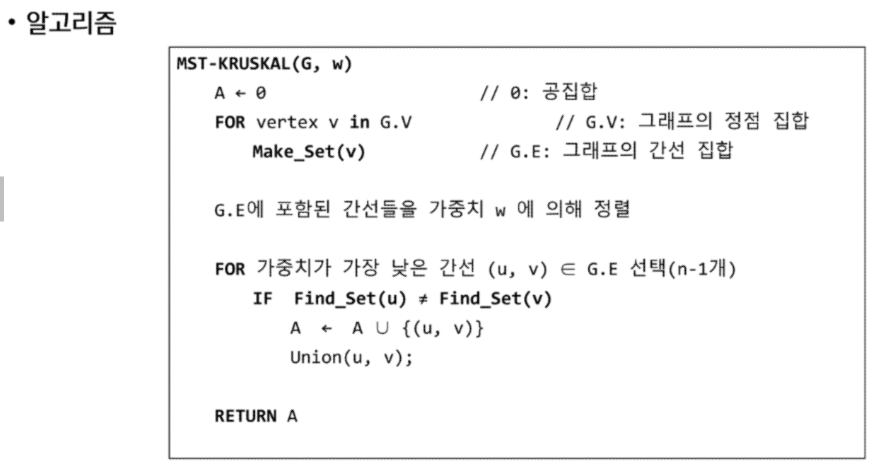 • 알고리즘
MST-KRUSKAL(G, w)
A ← 0 // 0: 공집합
FOR vertex v in G.V // G.V: 그래프의 정점 집합
Make_Set(v) // G.E: 그래프의 간선 집합
G.E에 포함된 간선들을 가중치 w 에 의해 정렬
FOR 가중치가 가장 낮은 간선 (u, v) ∈ G.E 선택(n-1개)
IF Find_Set(u) ≠ Find_Set(v)
A ← A ∪ {(u, v)}
Union(u, v);
RETURN A